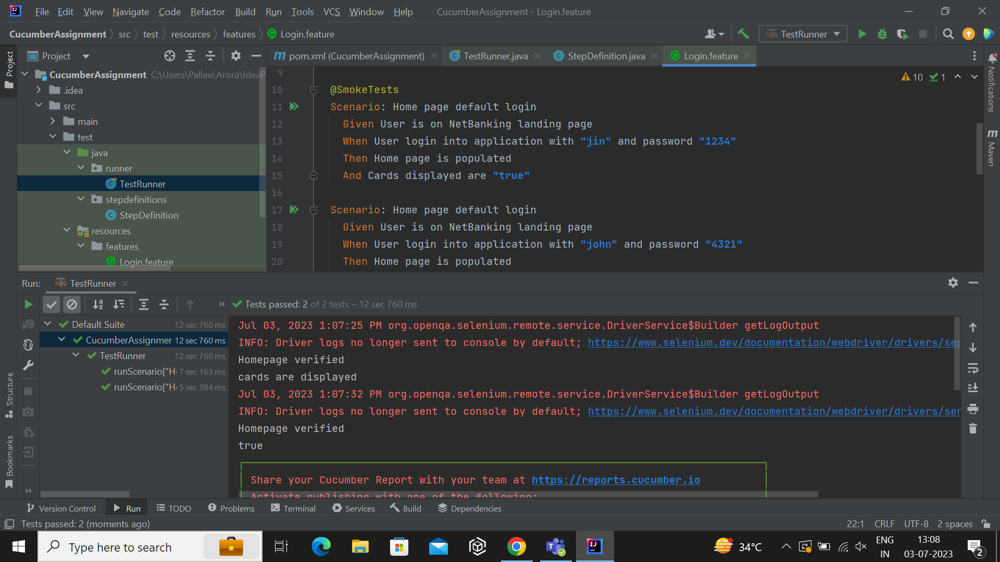 File Edit View Navigate Code Refactor Build Run Tools VCS Window Help CucumberAssignment - Login.feature
CucumberAssignment src test resources features Login.feature
TestRunner
Project
Project
pom.xml (CucumberAssignment) TestRunner.java StepDefinition.java Login.feature
CucumberAssignment C:\Users\Pallavi.Arora\IdeaP
.idea
src
main
test
java
runner
TestRunner
stepdefinitions
StepDefinition
resources
features
Login.feature
9
10 @SmokeTests
11 Scenario: Home page default login
12 Given User is on NetBanking landing page
13 When User login into application with "jin" and password "1234"
14 Then Home page is populated
15 And Cards displayed are "true"
16
17 Scenario: Home page default login
18 Given User is on NetBanking landing page
19 When User login into application with "john" and password "4321"
20 Then Home page is populated
10 1
Notifications
Maven
Run: TestRunner
Tests passed: 2 of 2 tests – 12 sec 760 ms
Default Suite 12 sec 760 ms
CucumberAssignmer 12 sec 760 ms
TestRunner 12 sec 760 ms
runScenario["H 7 sec 163 ms
runScenario["H 5 sec 384 ms
Jul 03, 2023 1:07:25 PM org.openqa.selenium.remote.service.DriverService$Builder getLogOutput
INFO: Driver logs no longer sent to console by default; https://www.selenium.dev/documentation/webdriver/drivers/ser
Homepage verified
cards are displayed
Jul 03, 2023 1:07:32 PM org.openqa.selenium.remote.service.DriverService$Builder getLogOutput
INFO: Driver logs no longer sent to console by default; https://www.selenium.dev/documentation/webdriver/drivers/ser
Homepage verified
true
Share your Cucumber Report with your team at https://reports.cucumber.io
Activate publishing with one of the following:
Structure
Bookmarks
Version Control Run TODO Problems Terminal Services Build Dependencies
Tests passed: 2 (moments ago)
22:1 CRLF UTF-8 2 spaces
Type here to search
34°C
ENG
IN
13:08
03-07-2023
2